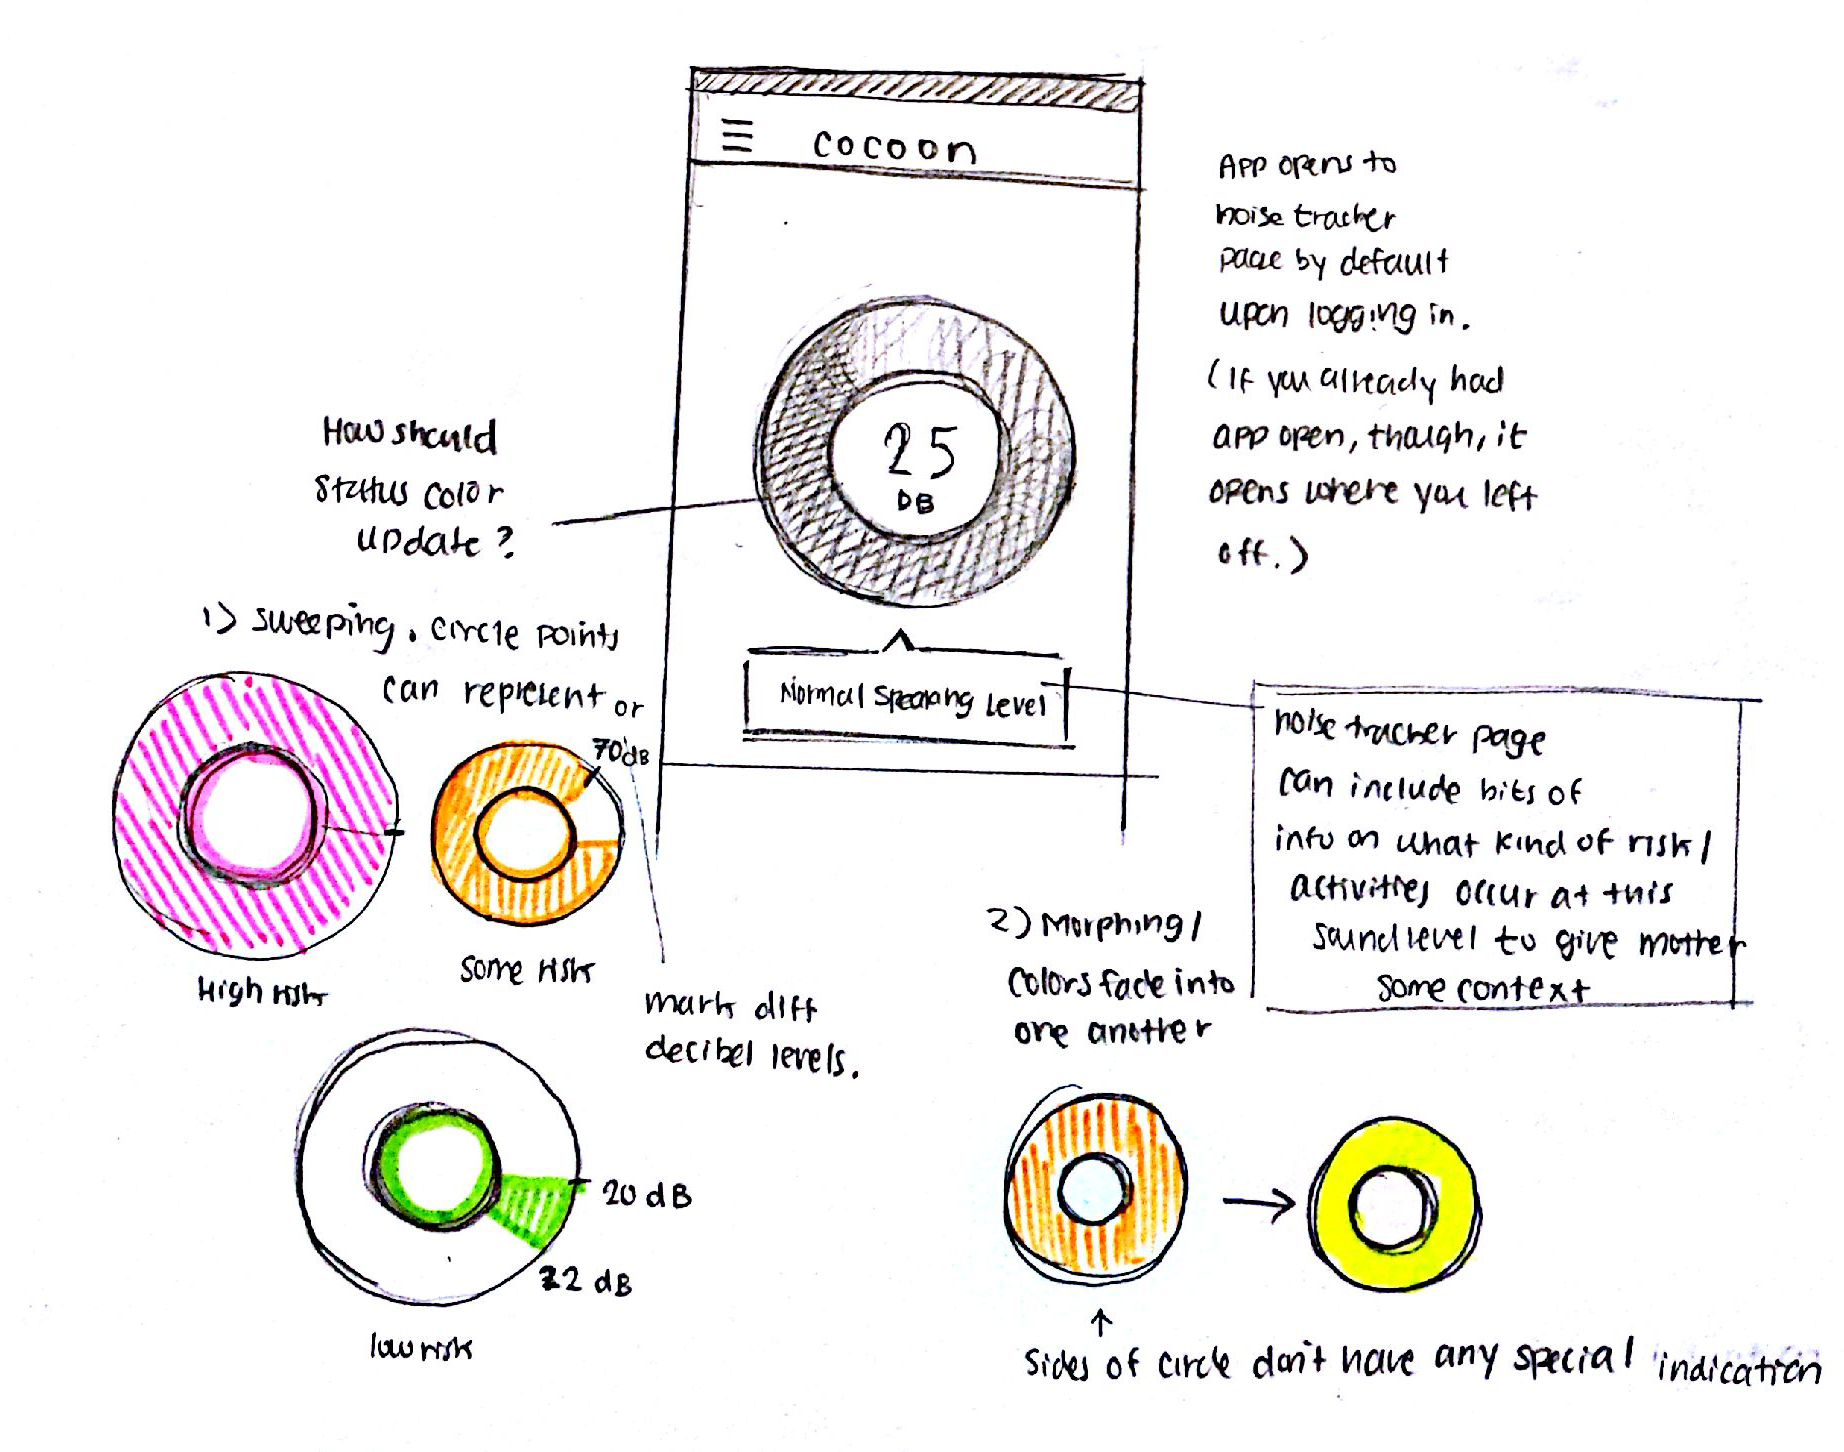 cocoon
25
DB
Normal Speaking Level
App opens to
noise tracker
page by default
upon logging in.
(If you already had
app open, though, it
opens where you left
off.)
How should
status color
update?
1) Sweeping. circle points
can represent or
mark diff
decibel levels.
70dB
High risk
some risk
20 dB
22 dB
low risk
noise tracker page
can include bits of
info on what kind of risk/
activities occur at this
sound level to give mother
some context
2) Morphing/
colors fade into
one another
↑
Sides of circle don't have any special indication